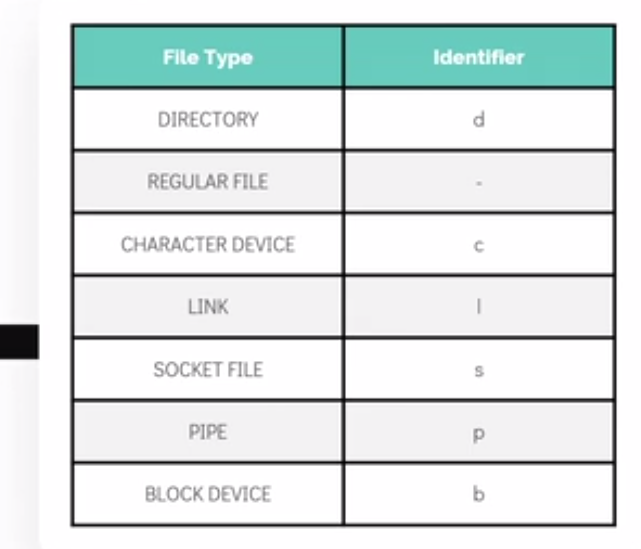 File Type Identifier
DIRECTORY d
REGULAR FILE -
CHARACTER DEVICE c
LINK l
SOCKET FILE s
PIPE p
BLOCK DEVICE b